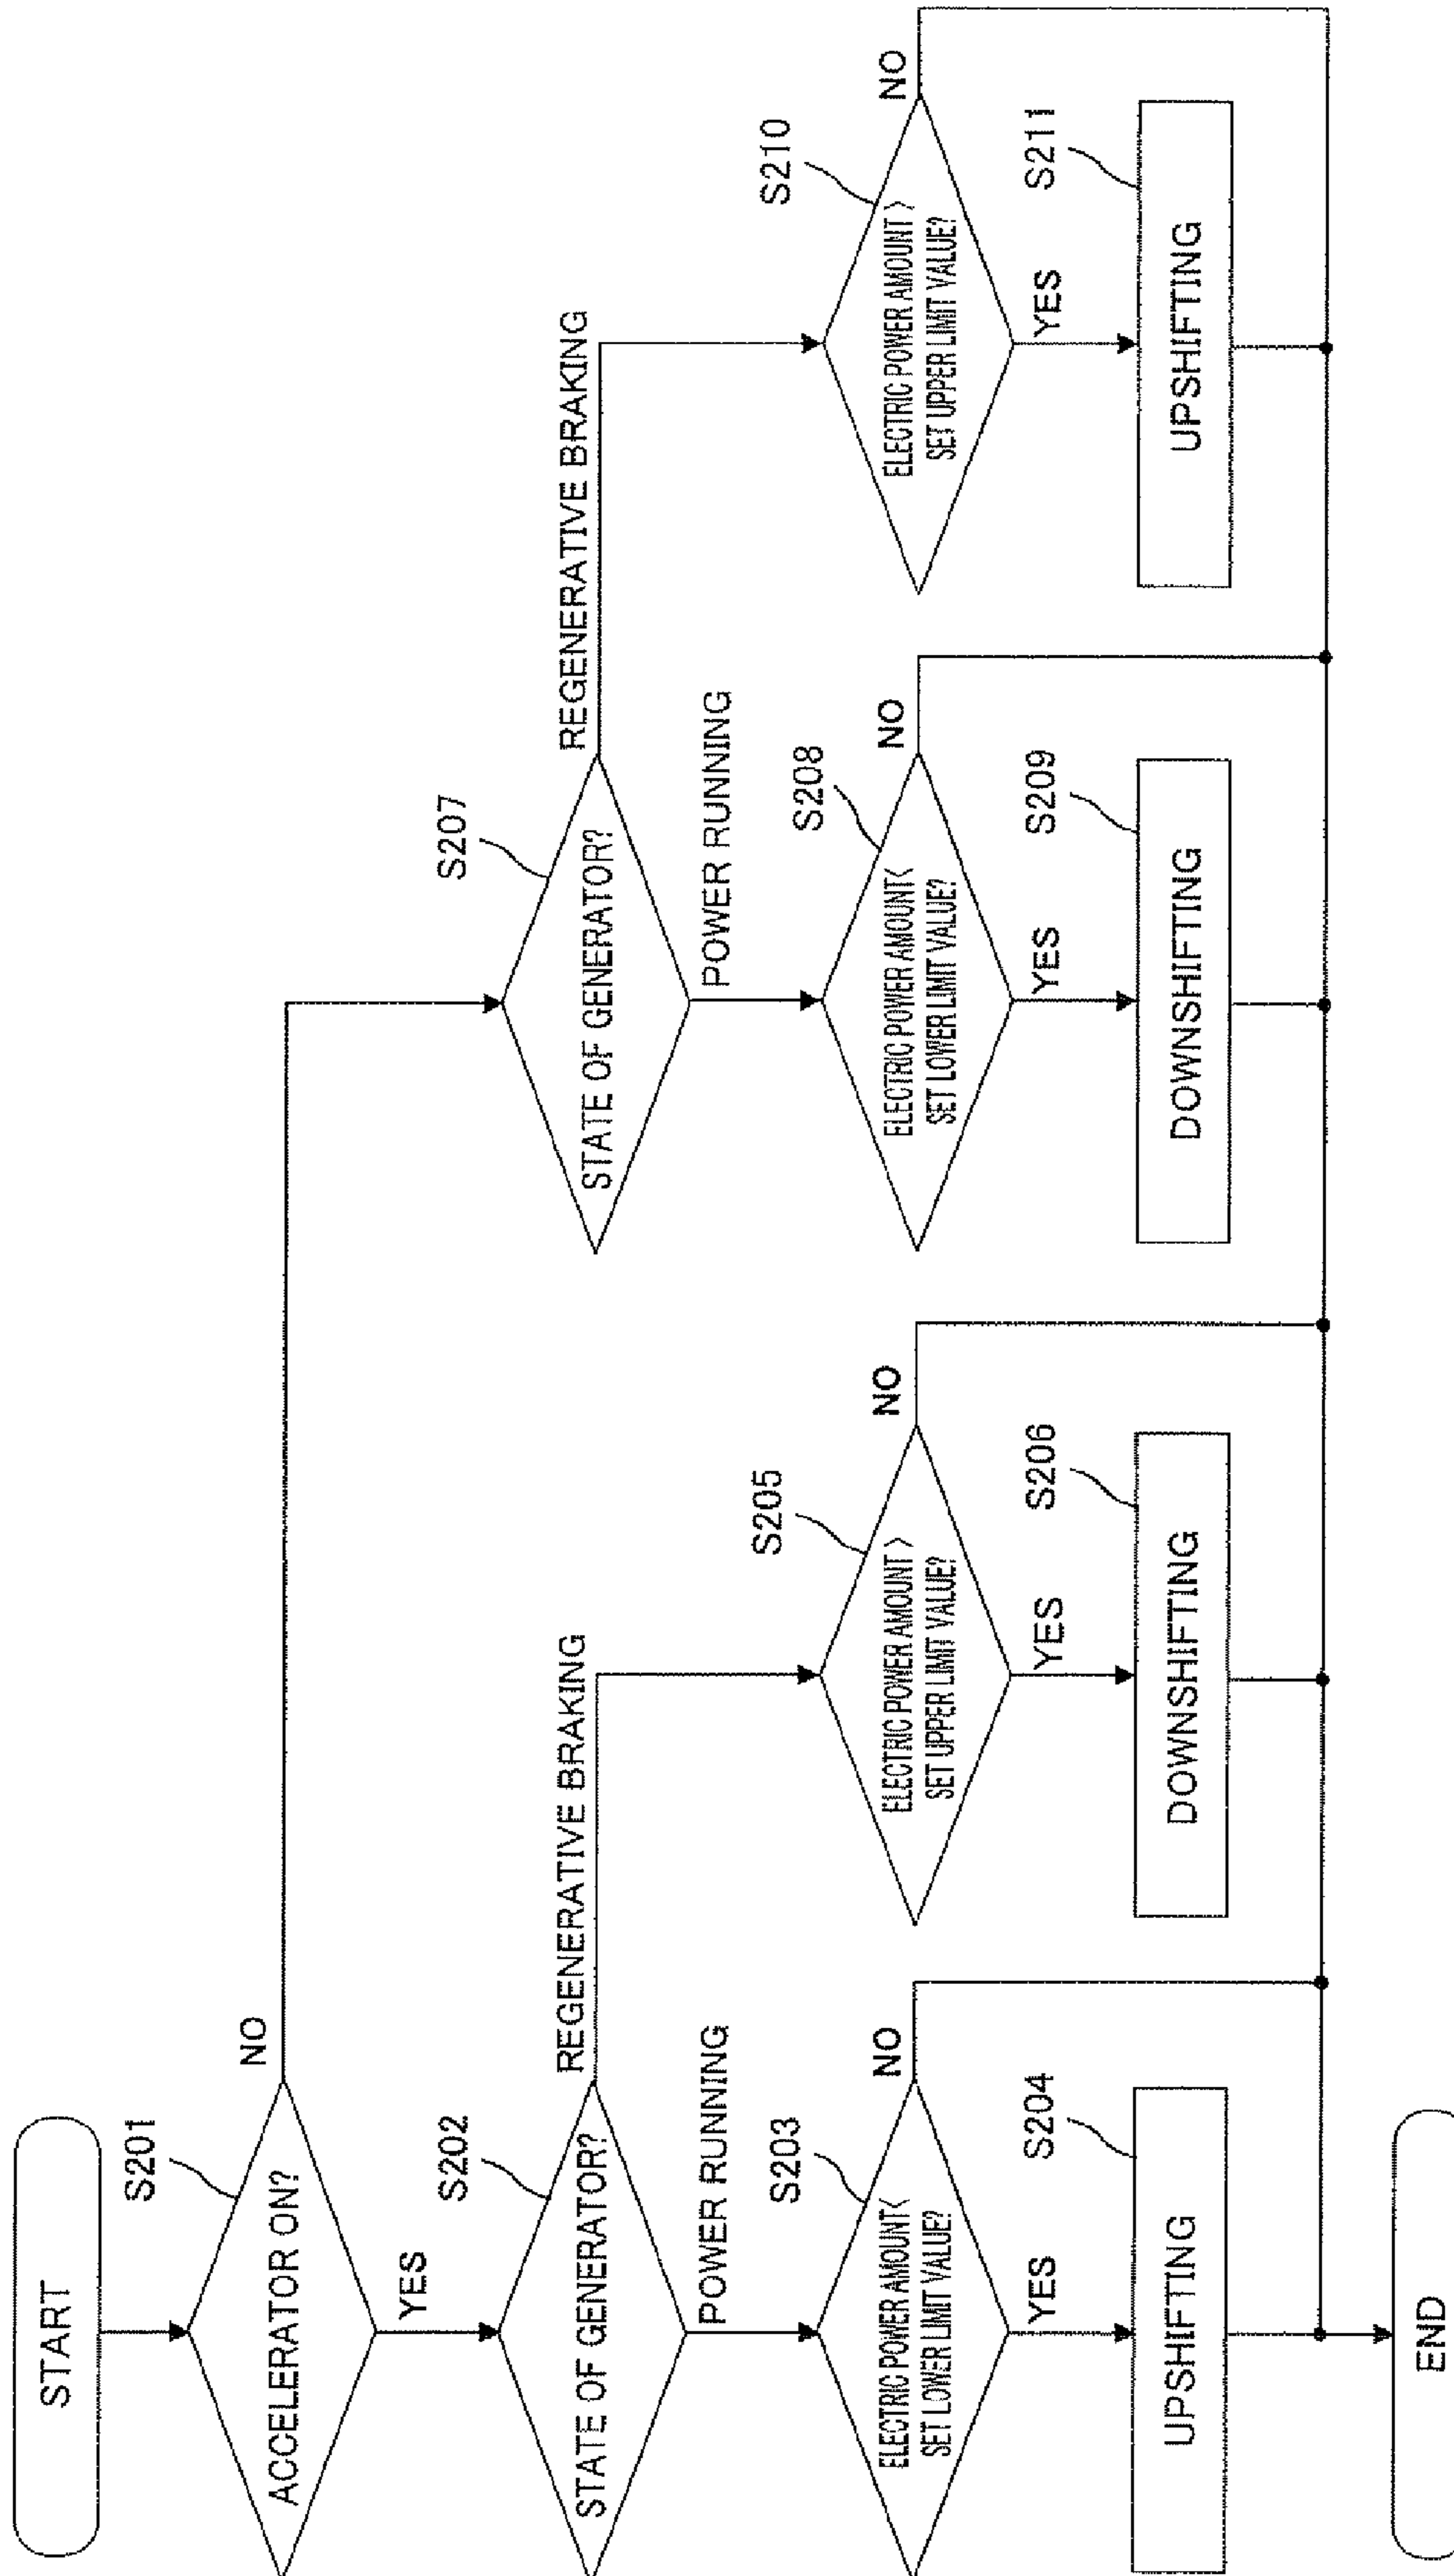 START
S201
ACCELERATOR ON?
NO
YES
S202
STATE OF GENERATOR?
REGENERATIVE BRAKING
POWER RUNNING
S203
ELECTRIC POWER AMOUNT<
SET LOWER LIMIT VALUE?
NO
YES
S204
UPSHIFTING
S205
ELECTRIC POWER AMOUNT >
SET UPPER LIMIT VALUE?
NO
YES
S206
DOWNSHIFTING
S207
STATE OF GENERATOR?
REGENERATIVE BRAKING
POWER RUNNING
S208
ELECTRIC POWER AMOUNT<
SET LOWER LIMIT VALUE?
NO
YES
S209
DOWNSHIFTING
S210
ELECTRIC POWER AMOUNT >
SET UPPER LIMIT VALUE?
NO
YES
S211
UPSHIFTING
END